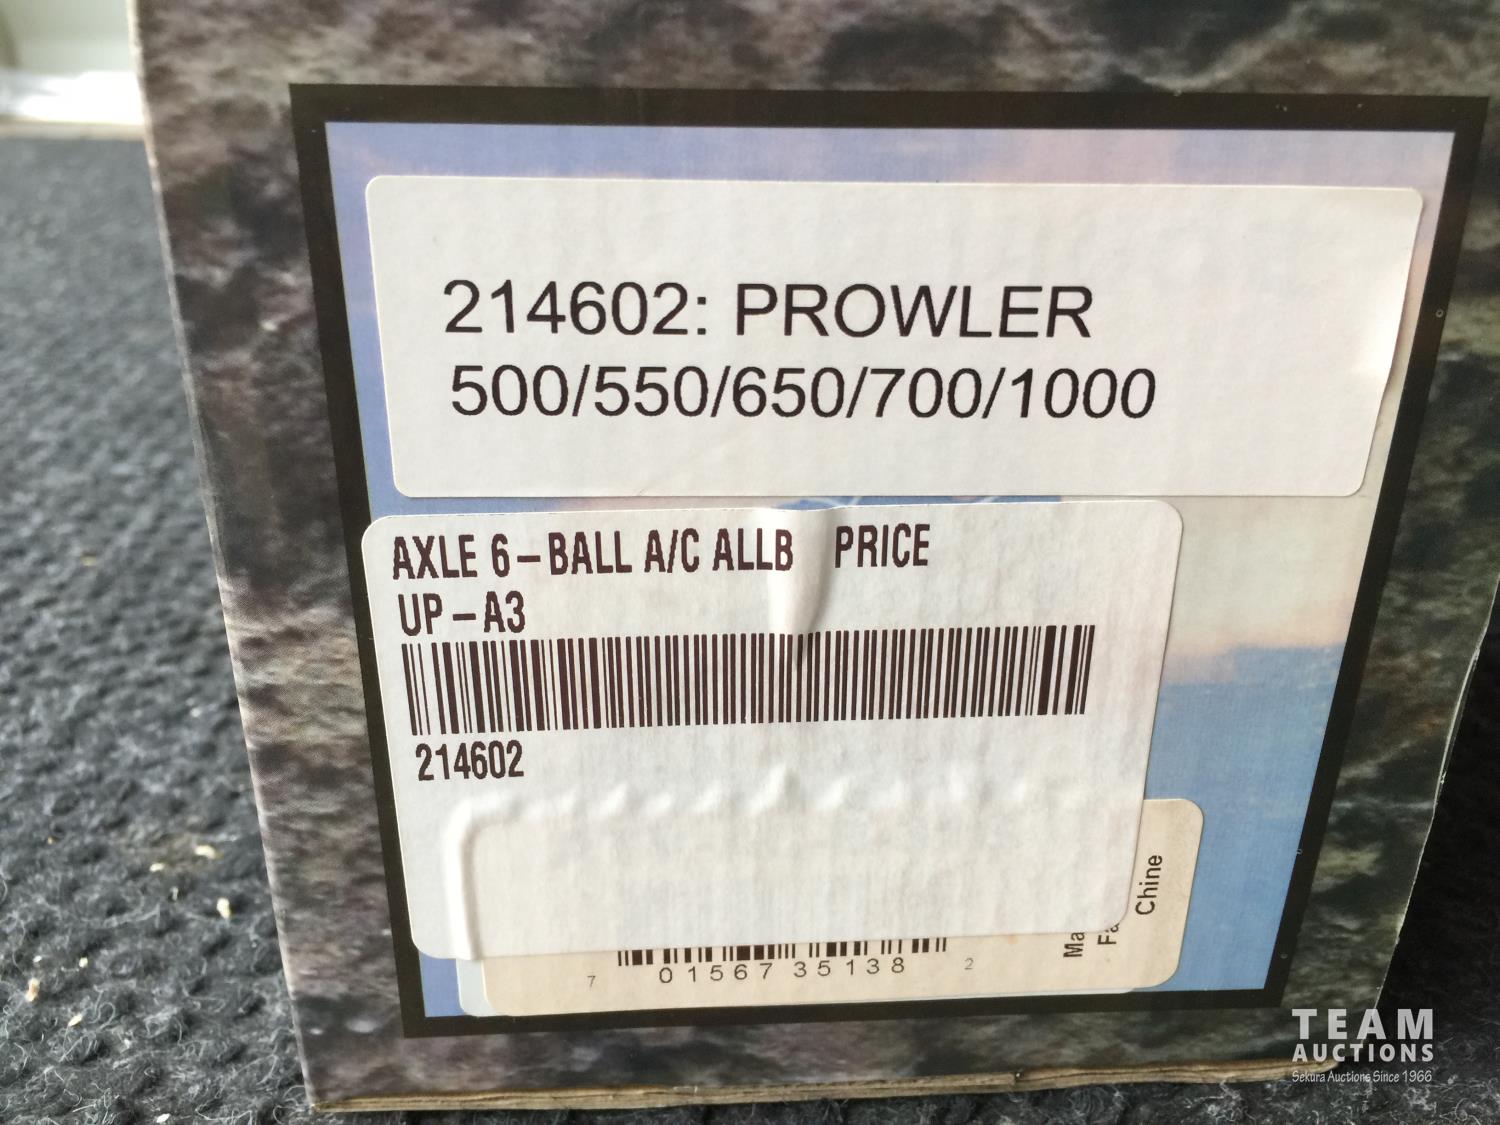 214602: PROWLER
500/550/650/700/1000
AXLE 6-BALL A/C ALLB PRICE
UP-A3
214602
7 01567 35138 2
Chine
TEAM
AUCTIONS
Sekura Auctions Since 1966